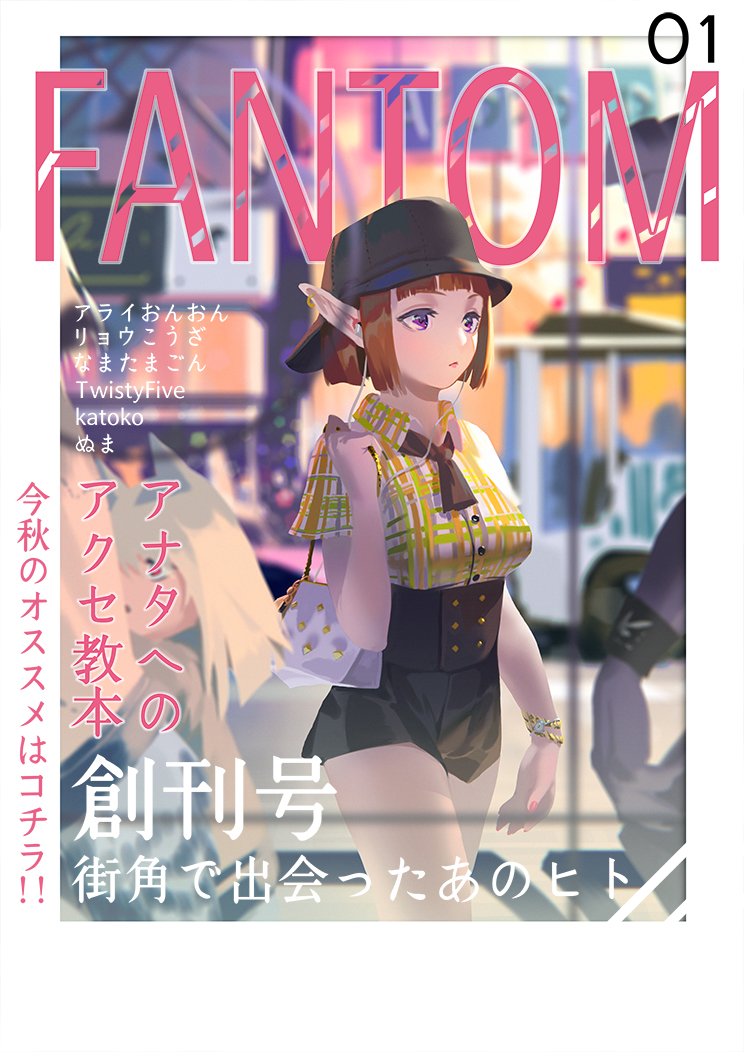 01
FANTOM
アライおんおん
リョウこうざ
なまたまごん
TwistyFive
katoko
ぬま
アナタへの
アクセ教本
今秋のオススメはコチラ!!
創刊号
街角で出会ったあのヒト